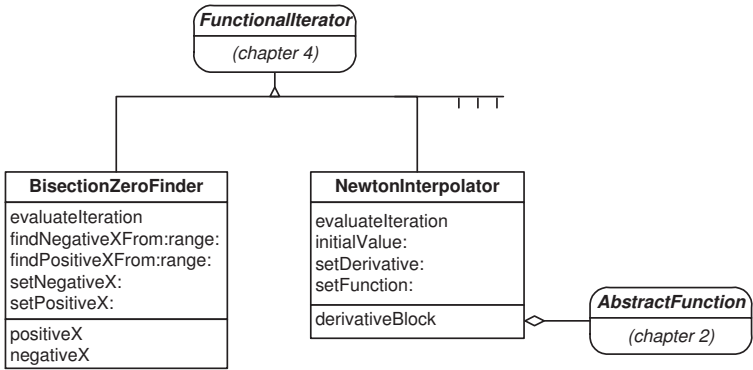 FunctionalIterator
(chapter 4)
BisectionZeroFinder
evaluateIteration
findNegativeXFrom:range:
findPositiveXFrom:range:
setNegativeX:
setPositiveX:
positiveX
negativeX
NewtonInterpolator
evaluateIteration
initialValue:
setDerivative:
setFunction:
derivativeBlock
AbstractFunction
(chapter 2)